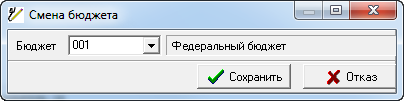 Смена бюджета
Бюджет 001 Федеральный бюджет
Сохранить Отказ